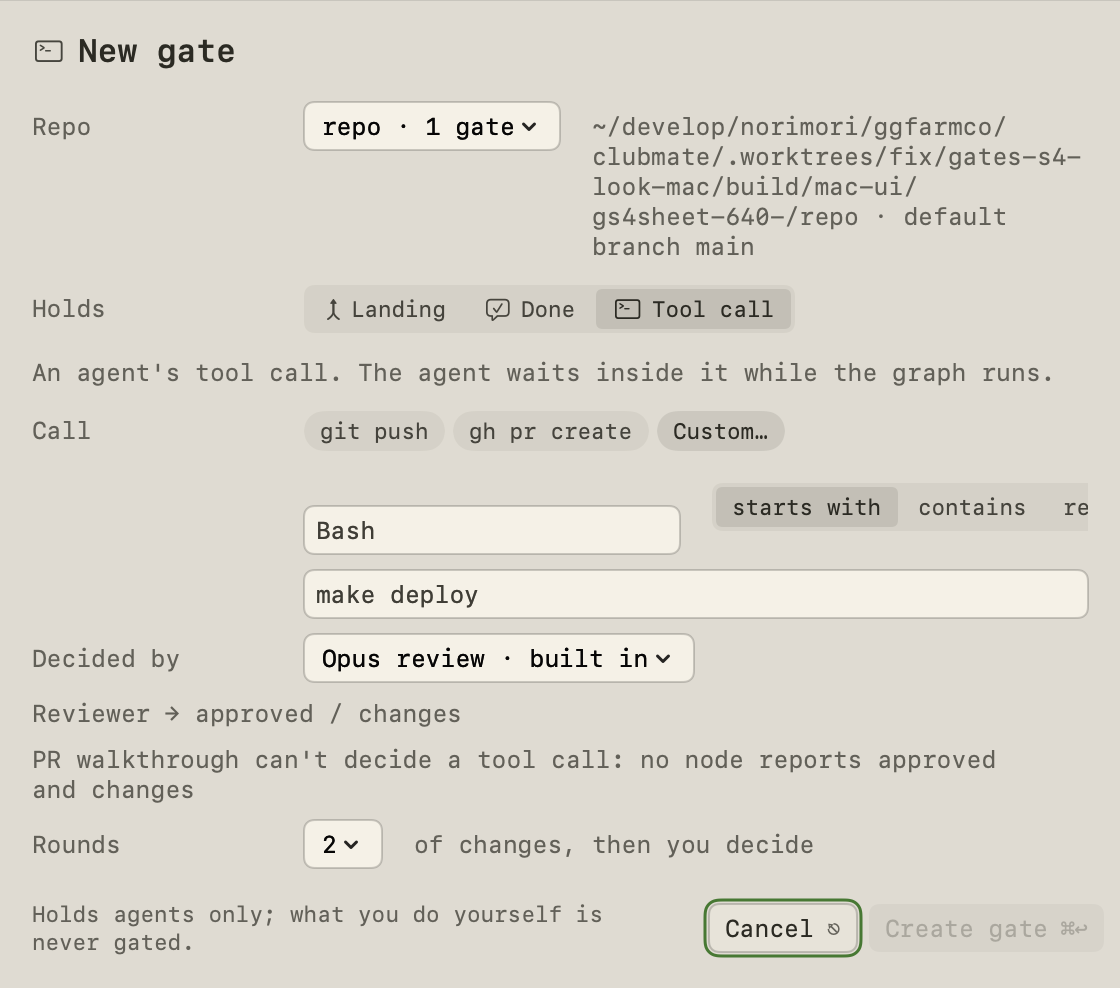 New gate
Repo
repo · 1 gate
~/develop/norimori/ggfarmco/
clubmate/.worktrees/fix/gates-s4-
look-mac/build/mac-ui/
gs4sheet-640-/repo · default
branch main
Holds
Landing Done Tool call
An agent's tool call. The agent waits inside it while the graph runs.
Call
git push gh pr create Custom…
Bash
starts with contains re
make deploy
Decided by
Opus review · built in
Reviewer → approved / changes
PR walkthrough can't decide a tool call: no node reports approved
and changes
Rounds
2 of changes, then you decide
Holds agents only; what you do yourself is
never gated.
Cancel ⎋ Create gate ⌘↩